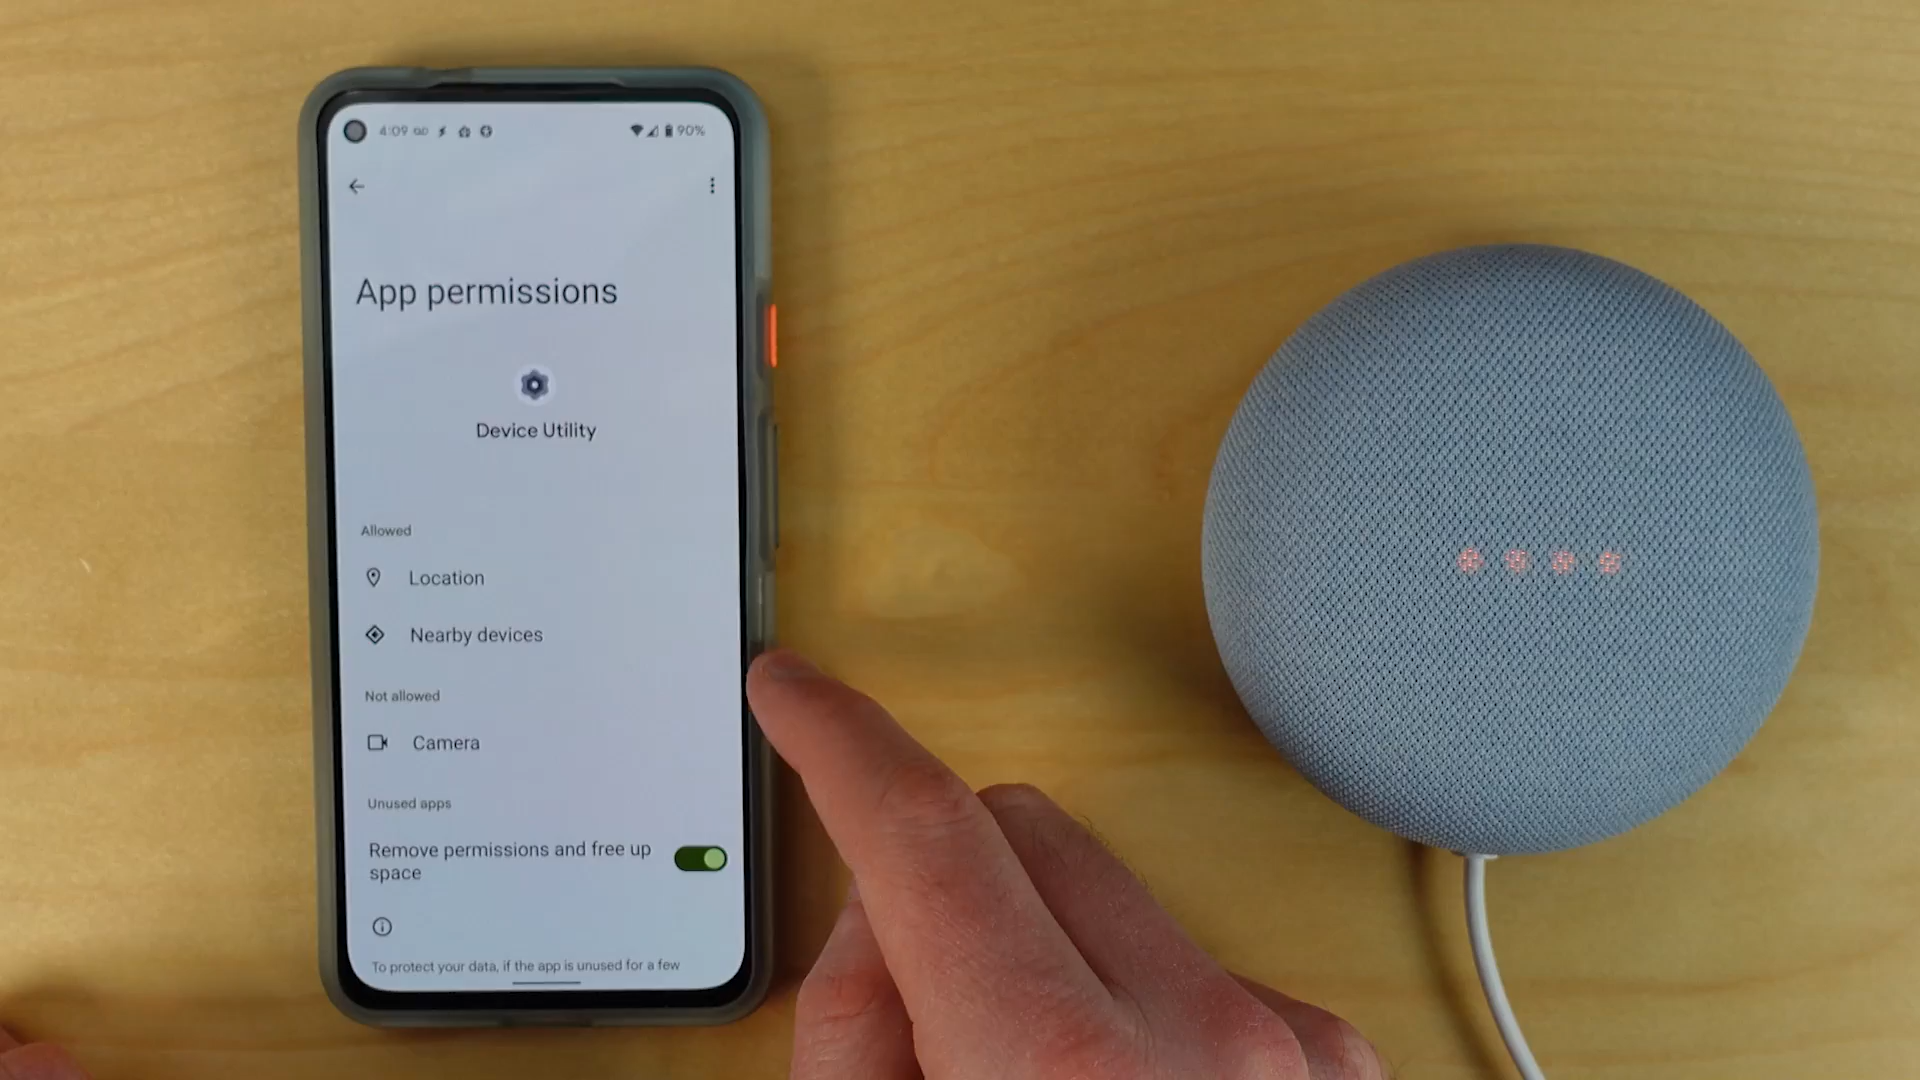 4:09
90%
App permissions
Device Utility
Allowed
Location
Nearby devices
Not allowed
Camera
Unused apps
Remove permissions and free up
space
To protect your data, if the app is unused for a few